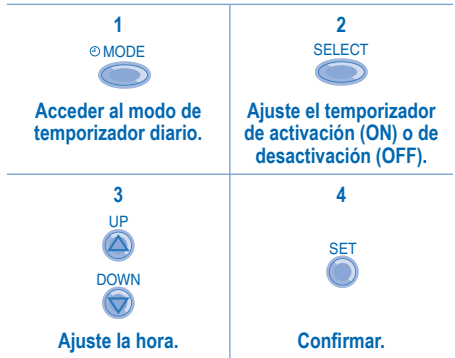 1
MODE
Acceder al modo de
temporizador diario.
2
SELECT
Ajuste el temporizador
de activación (ON) o de
desactivación (OFF).
3
UP
DOWN
Ajuste la hora.
4
SET
Confirmar.